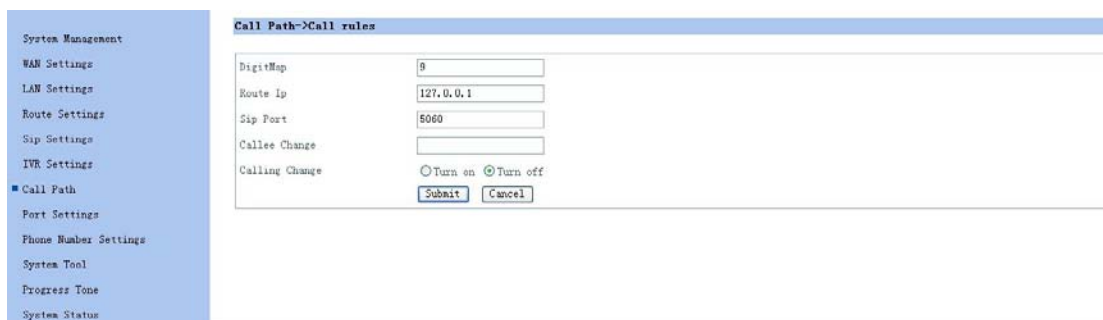 System Management
WAN Settings
LAN Settings
Route Settings
Sip Settings
IVR Settings
Call Path
Port Settings
Phone Number Settings
System Tool
Progress Tone
System Status
Call Path->Call rules
DigitMap 9
Route Ip 127.0.0.1
Sip Port 5060
Callee Change
Calling Change Turn on Turn off
Submit Cancel